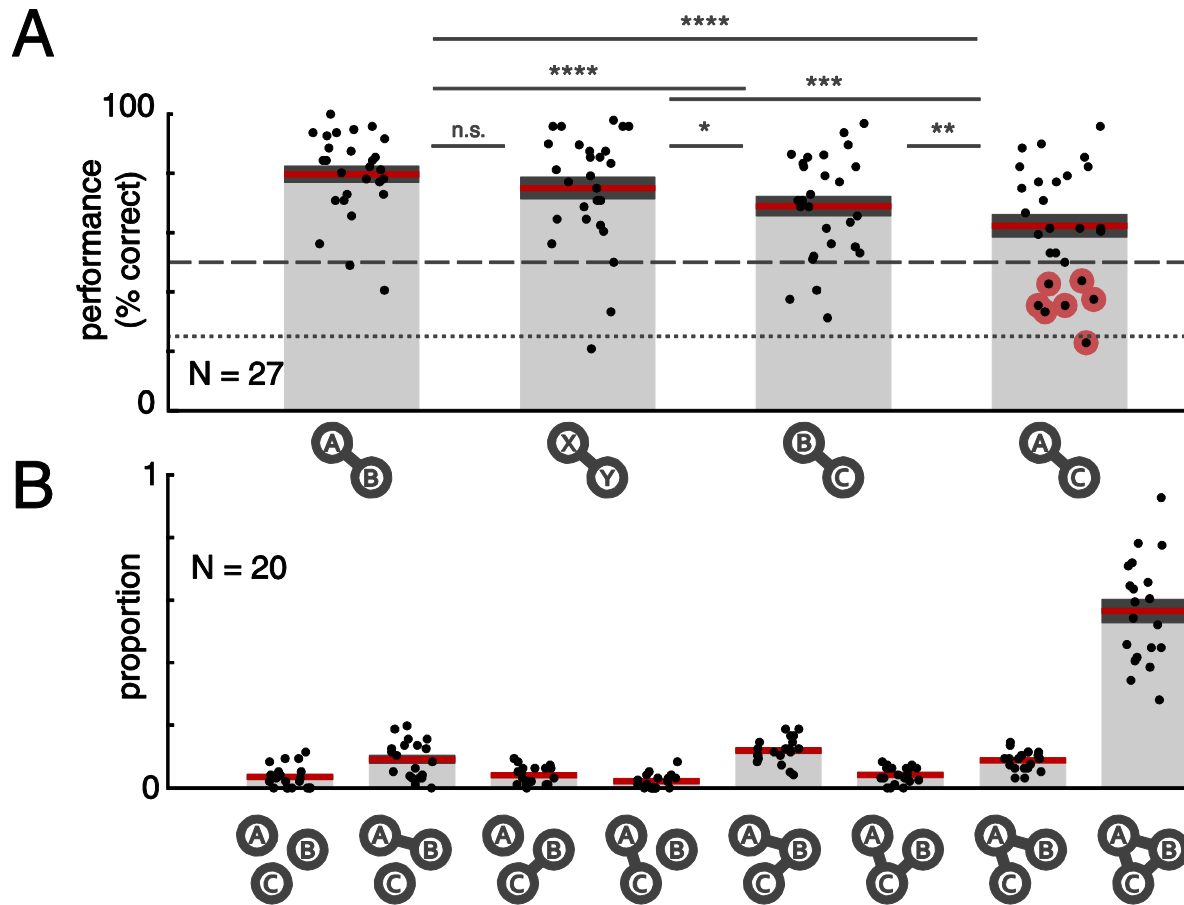 A
****
****
***
n.s.
*
**
100
performance
(% correct)
N = 27
0
A
B
X
Y
B
C
A
C
B
1
proportion
N = 20
0
A
B
C
A
B
C
A
B
C
A
B
C
A
B
C
A
B
C
A
B
C
A
B
C